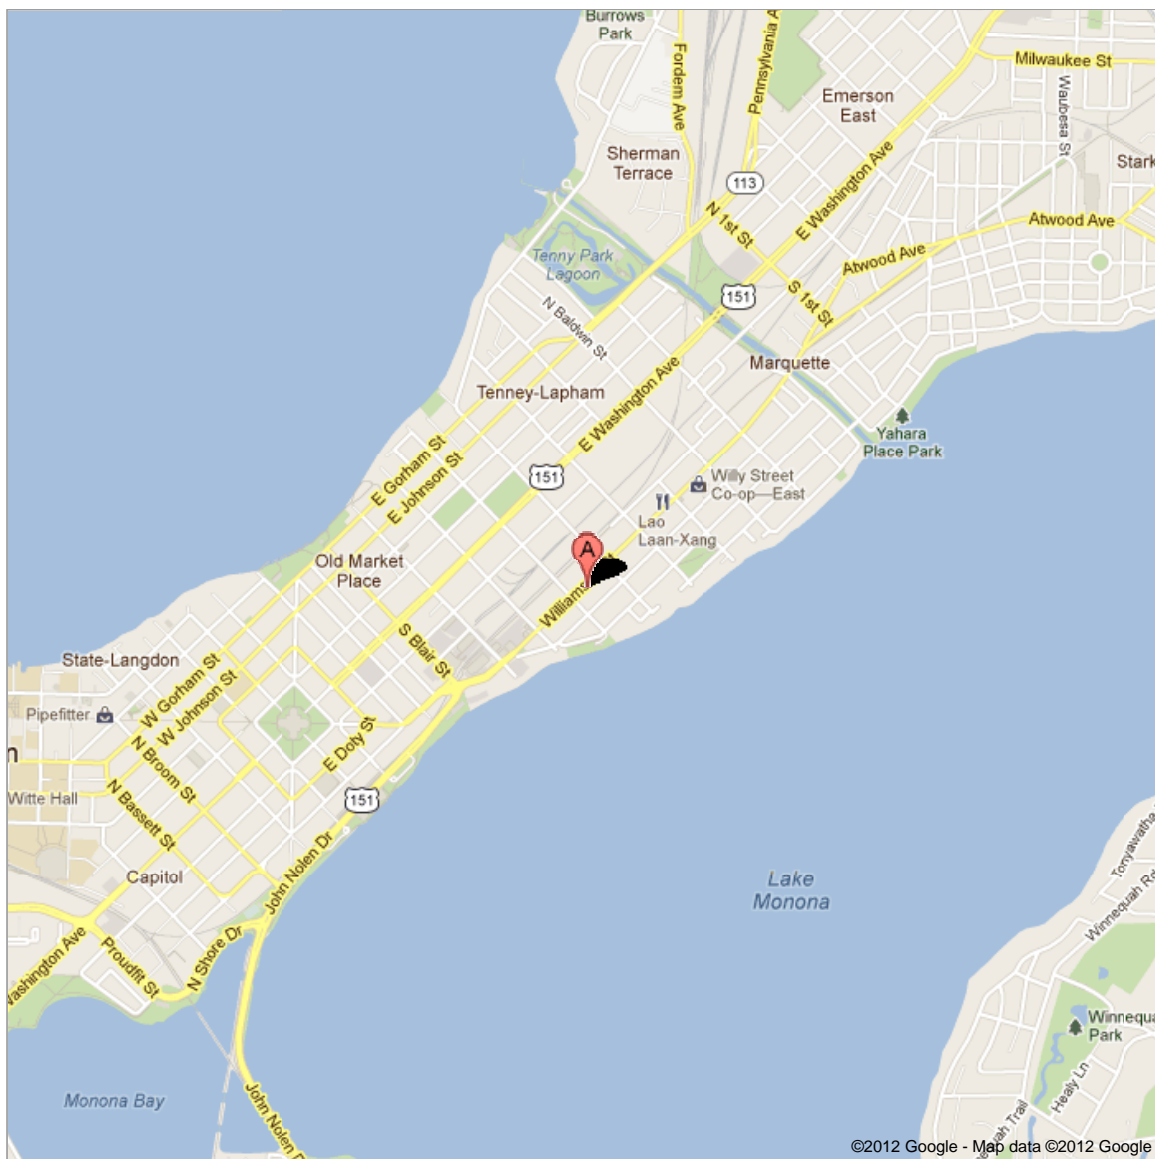 Burrows
Park
Fordem Ave
Pennsylvania A
Milwaukee St
Waubesa St
Emerson
East
Sherman
Terrace
Stark
113
N 1st St
E Washington Ave
Atwood Ave
Atwood Ave
Tenny Park
Lagoon
151
S 1st St
N Baldwin St
Marquette
Tenney-Lapham
E Washington Ave
Yahara
Place Park
E Gorham St
E Johnson St
151
Willy Street
Co-op—East
Lao
Laan-Xang
A
Old Market
Place
Williams
S Blair St
State-Langdon
W Gorham St
W Johnson St
Pipefitter
N Broom St
E Doty St
n
Witte Hall
N Bassett St
151
John Nolen Dr
Capitol
Lake
Monona
Tonyawatha
Winnequah Rd
Washington Ave
Proudfit St
N Shore Dr
Winnequa
Park
Healy Ln
Monona Bay
John Nolen D
nequah Trail
©2012 Google - Map data ©2012 Google